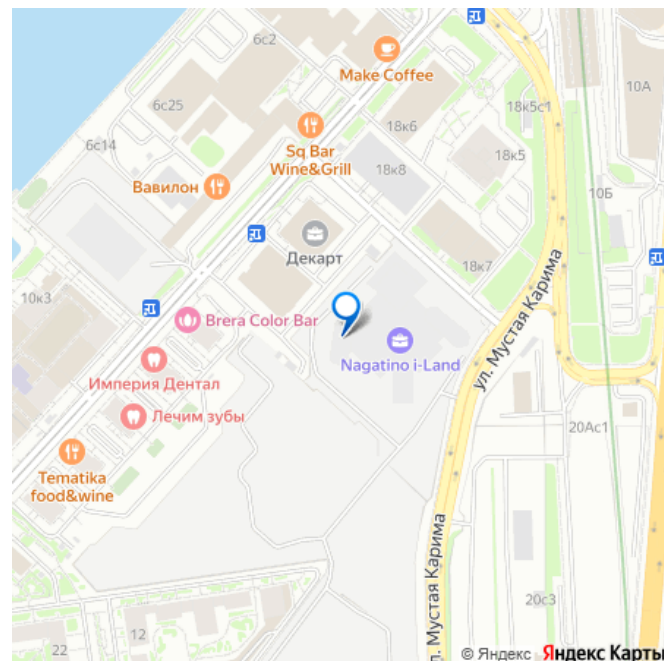 6с2
Make Coffee
10А
6с25
18к5с1
6с14
18к6
Sq Bar
Wine&Grill
18к8
18к5
Вавилон
10Б
Декарт
18к7
10к3
Brera Color Bar
Nagatino i-Land
ул. Мустая Карима
Империя Дентал
Лечим зубы
20Ас1
Tematika
food&wine
ул. Мустая Карима
20с3
12
22
© Яндекс Яндекс Карты